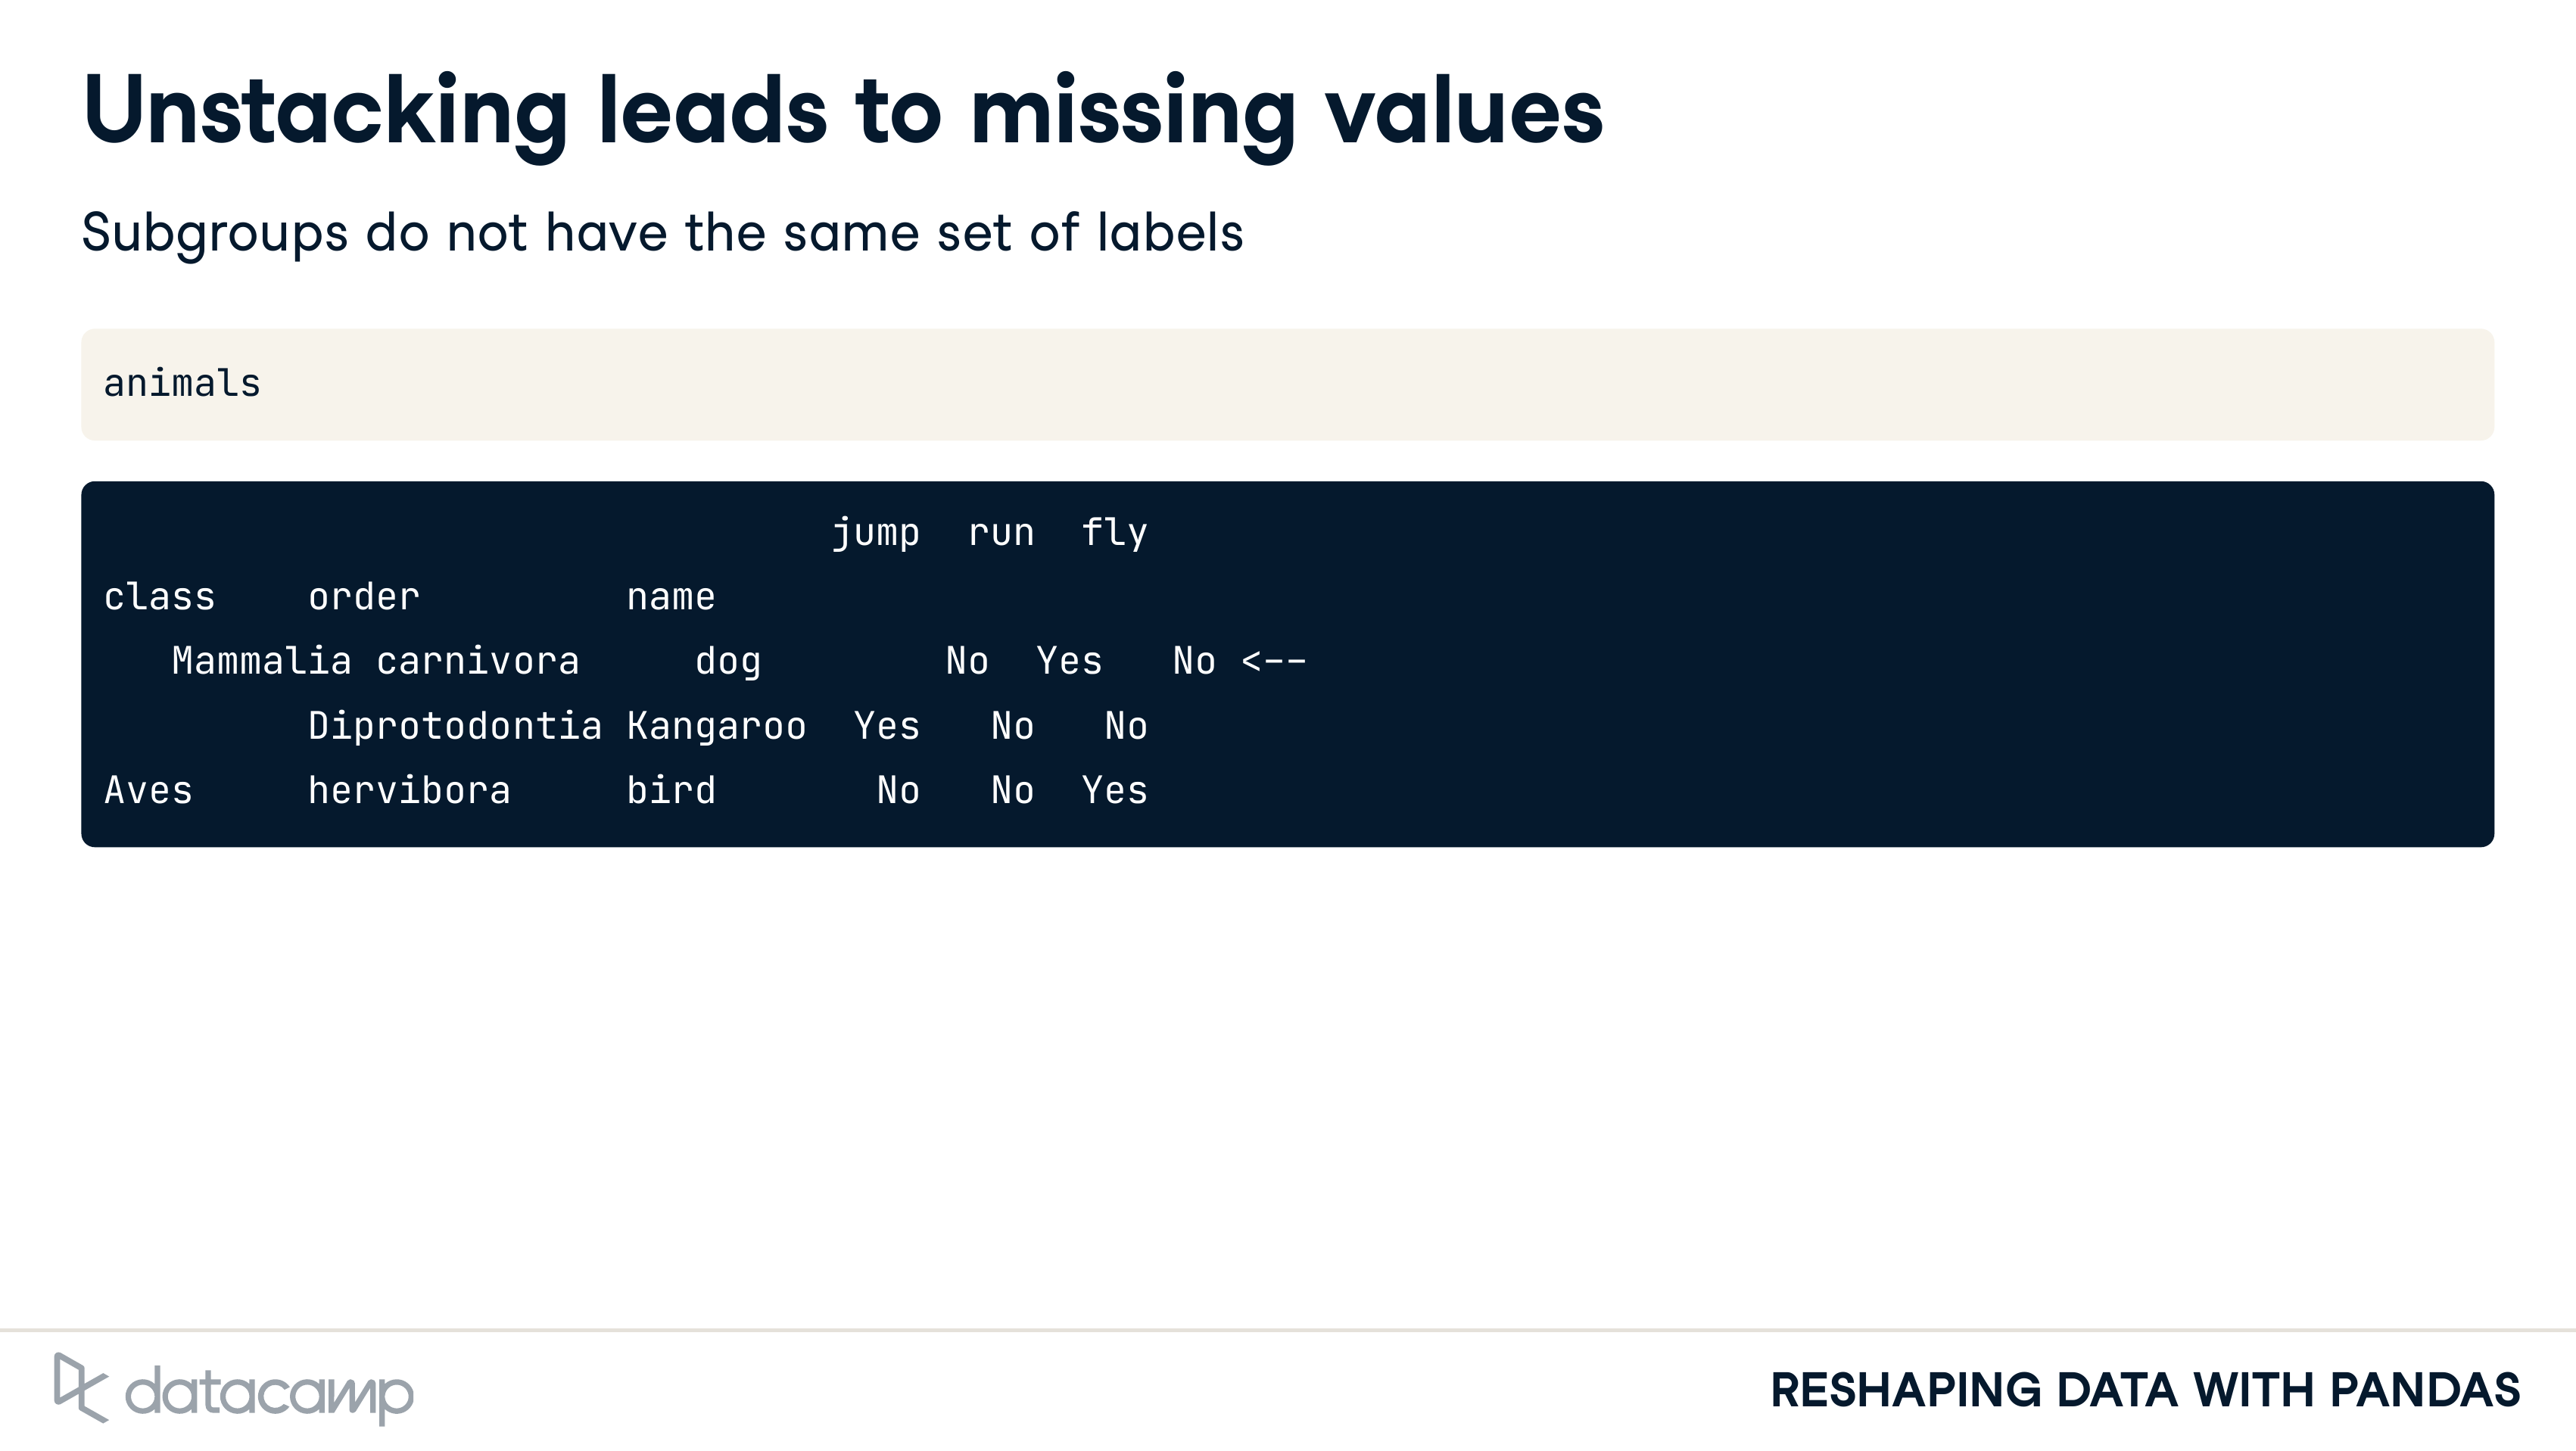 Unstacking leads to missing values
Subgroups do not have the same set of labels
animals
                                jump  run  fly
class    order         name
   Mammalia carnivora     dog        No  Yes   No <--
         Diprotodontia Kangaroo  Yes   No   No
Aves     hervibora     bird       No   No  Yes
datacamp
RESHAPING DATA WITH PANDAS